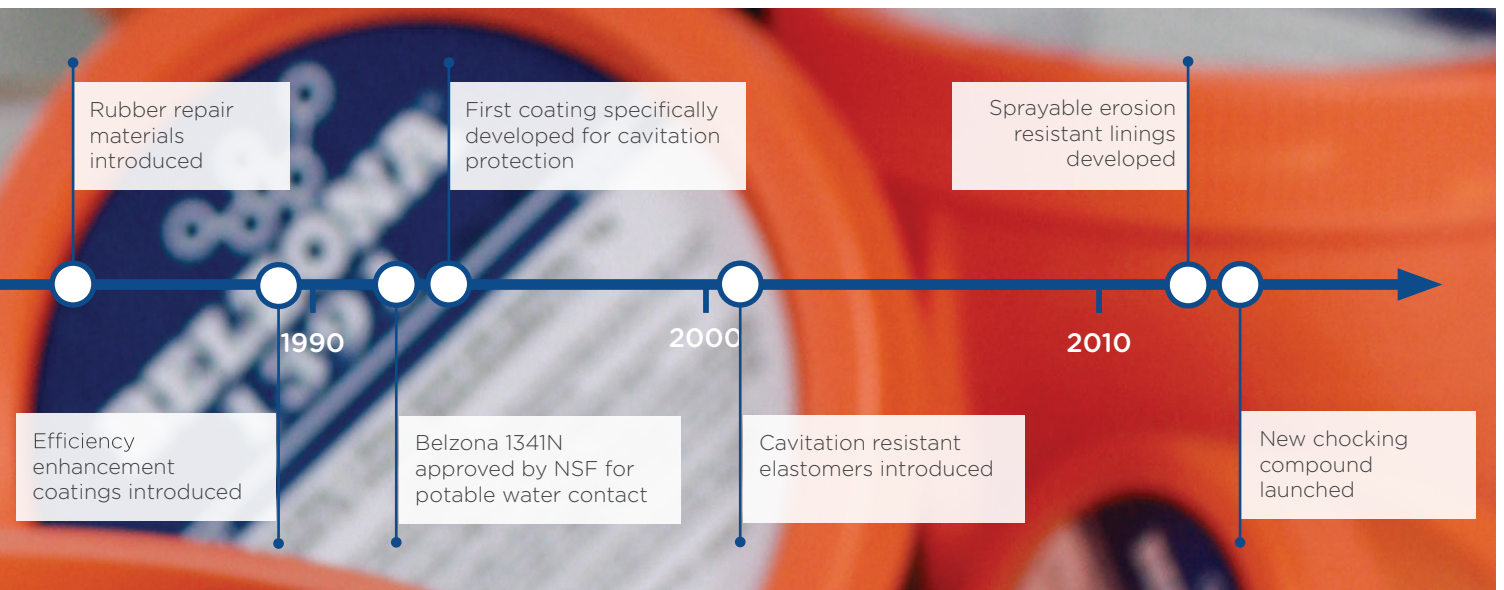 Rubber repair
materials
introduced
First coating specifically
developed for cavitation
protection
Sprayable erosion
resistant linings
developed
1990
2000
2010
Efficiency
enhancement
coatings introduced
Belzona 1341N
approved by NSF for
potable water contact
Cavitation resistant
elastomers introduced
New chocking
compound
launched
BELZONA